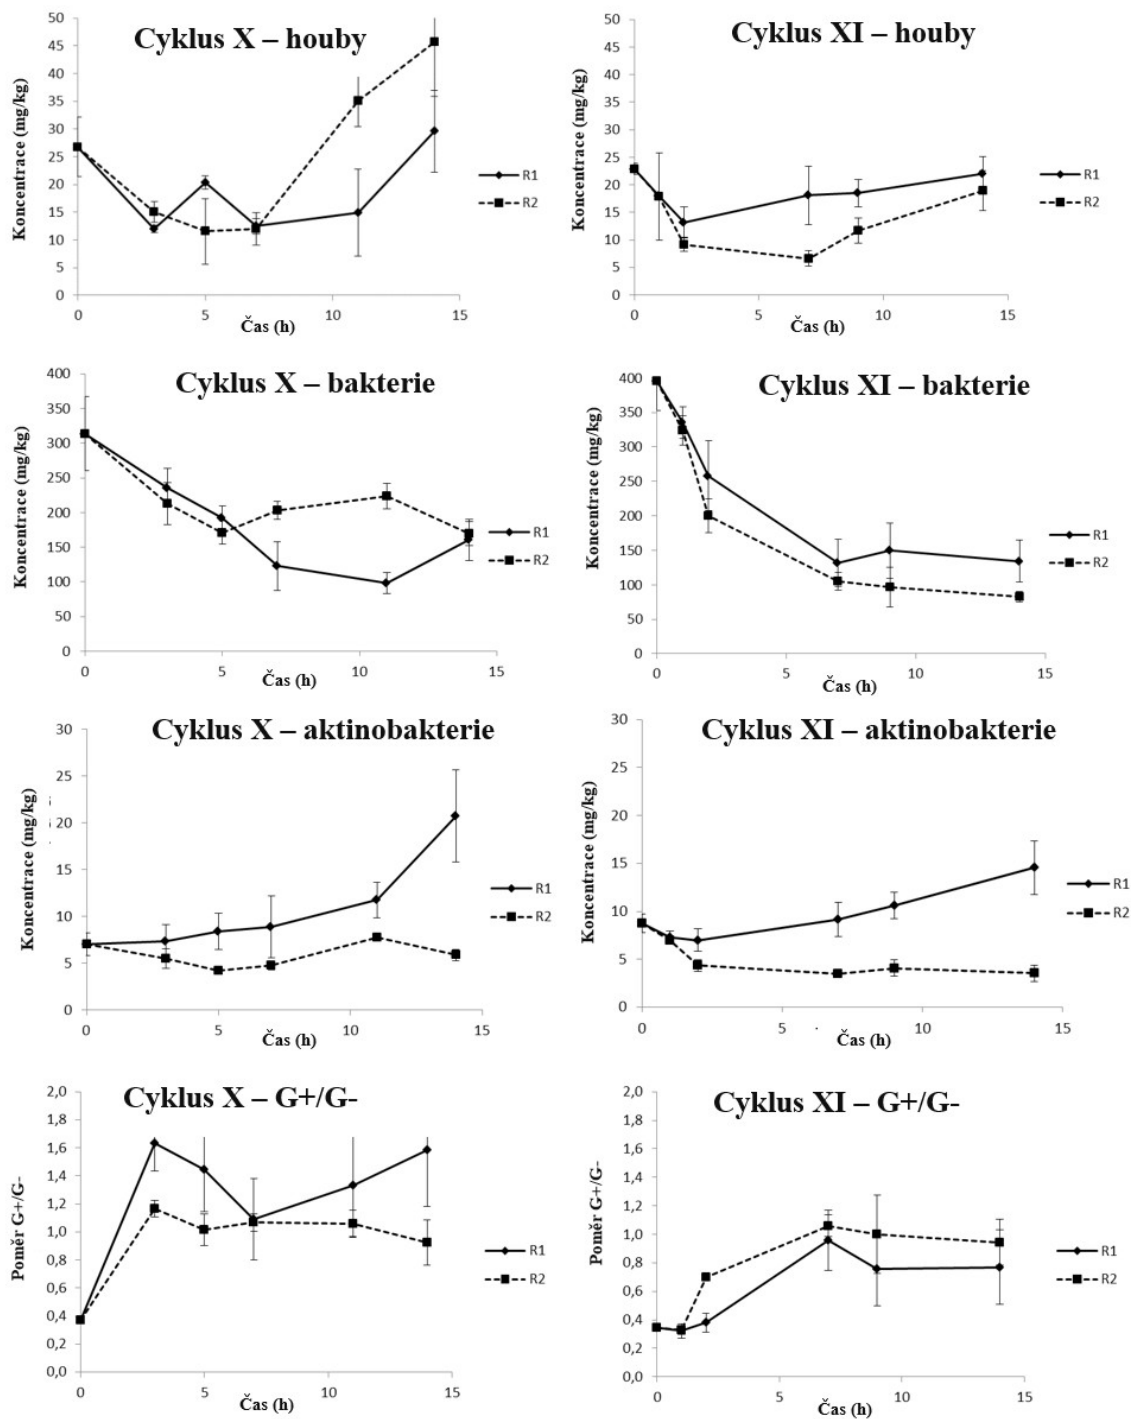 Cyklus X – houby
Koncentrace (mg/kg)
50
45
40
35
30
25
20
15
10
5
0
0
5
10
15
Čas (h)
R1
R2
Cyklus XI – houby
Koncentrace (mg/kg)
50
45
40
35
30
25
20
15
10
5
0
0
5
10
15
Čas (h)
R1
R2
Cyklus X – bakterie
Koncentrace (mg/kg)
400
350
300
250
200
150
100
50
0
0
5
10
15
Čas (h)
R1
R2
Cyklus XI – bakterie
Koncentrace (mg/kg)
400
350
300
250
200
150
100
50
0
0
5
10
15
Čas (h)
R1
R2
Cyklus X – aktinobakterie
Koncentrace (mg/kg)
30
25
20
15
10
5
0
0
5
10
15
Čas (h)
R1
R2
Cyklus XI – aktinobakterie
Koncentrace (mg/kg)
30
25
20
15
10
5
0
0
5
10
15
Čas (h)
R1
R2
Cyklus X – G+/G-
Poměr G+/G-
2,0
1,8
1,6
1,4
1,2
1,0
0,8
0,6
0,4
0,2
0,0
0
5
10
15
Čas (h)
R1
R2
Cyklus XI – G+/G-
Poměr G+/G-
2,0
1,8
1,6
1,4
1,2
1,0
0,8
0,6
0,4
0,2
0,0
0
5
10
15
Čas (h)
R1
R2